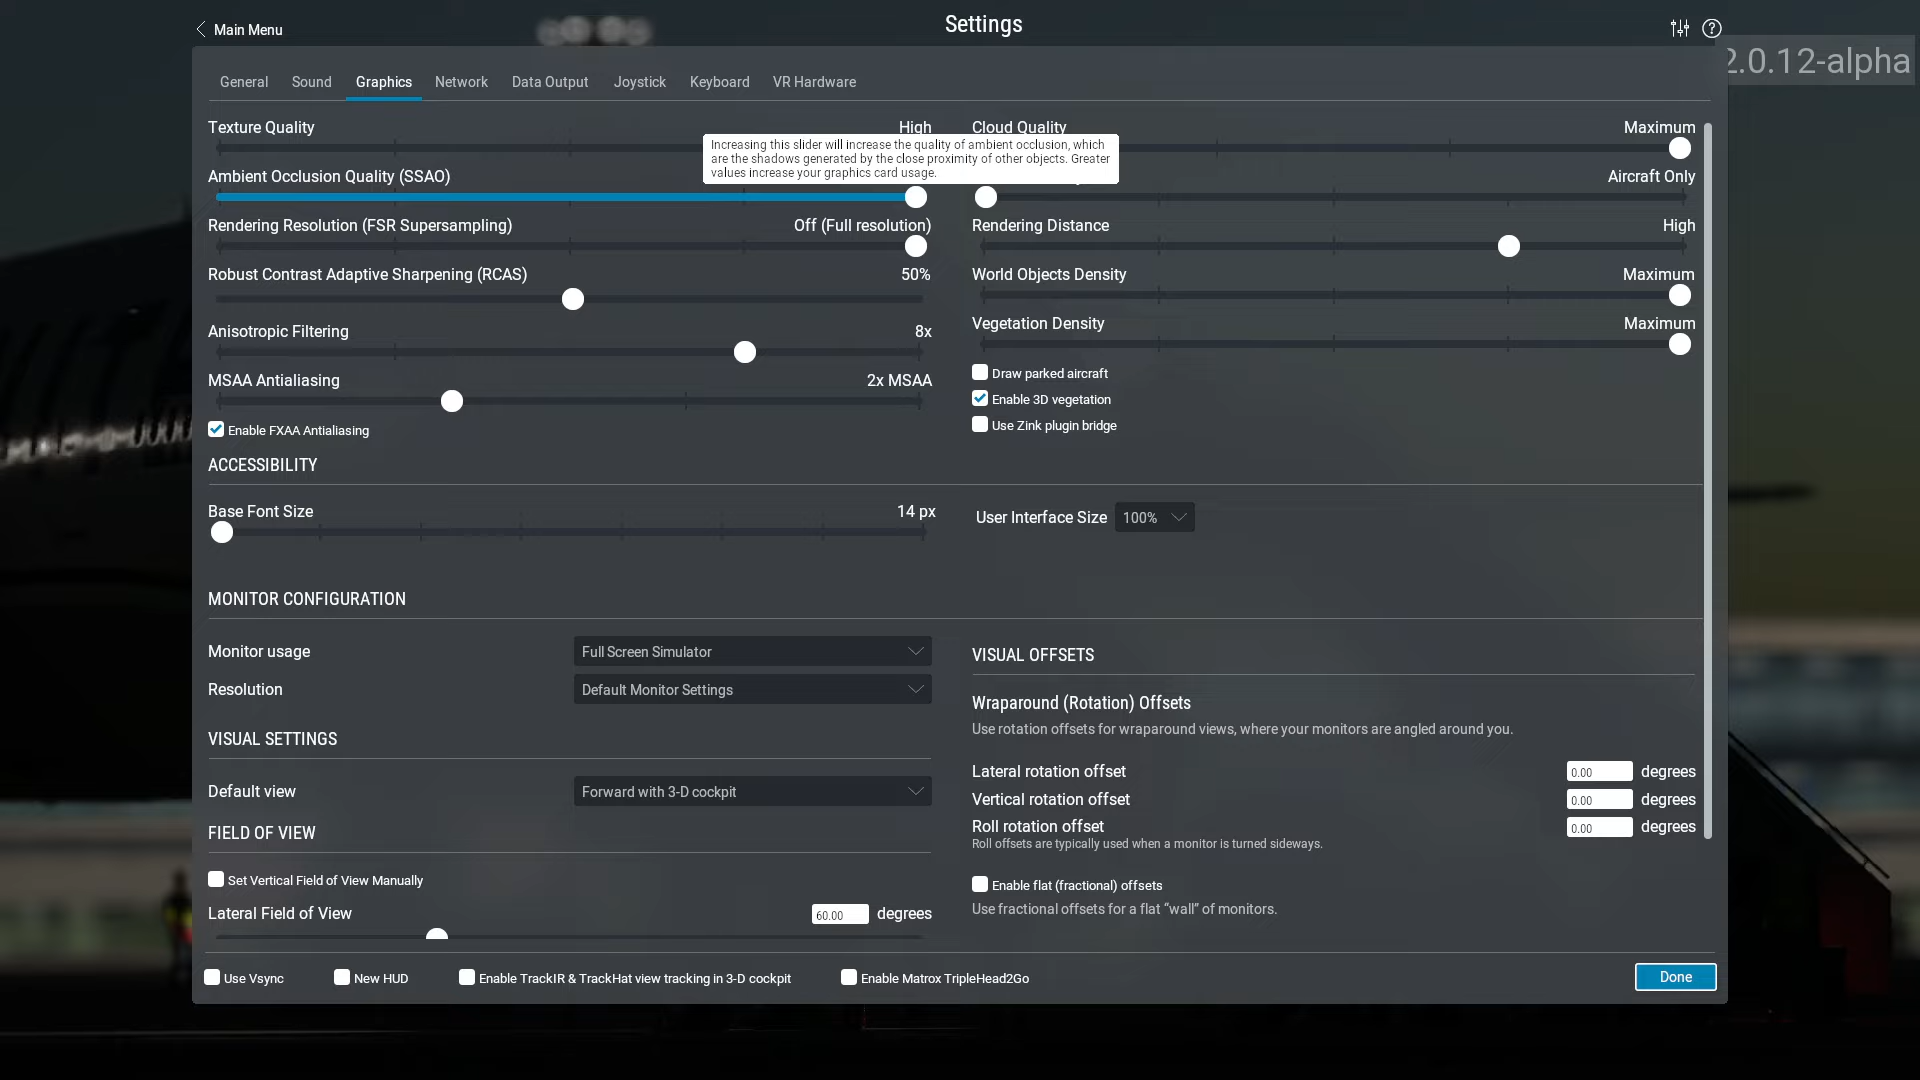 Main Menu
Settings
2.0.12-alpha
General Sound Graphics Network Data Output Joystick Keyboard VR Hardware
Texture Quality High
Cloud Quality Maximum
Increasing this slider will increase the quality of ambient occlusion, which
are the shadows generated by the close proximity of other objects. Greater
values increase your graphics card usage.
Ambient Occlusion Quality (SSAO)
Aircraft Only
Rendering Resolution (FSR Supersampling) Off (Full resolution)
Rendering Distance High
Robust Contrast Adaptive Sharpening (RCAS) 50%
World Objects Density Maximum
Anisotropic Filtering 8x
Vegetation Density Maximum
MSAA Antialiasing 2x MSAA
Draw parked aircraft
Enable 3D vegetation
Use Zink plugin bridge
Enable FXAA Antialiasing
ACCESSIBILITY
Base Font Size 14 px
User Interface Size 100%
MONITOR CONFIGURATION
Monitor usage Full Screen Simulator
Resolution Default Monitor Settings
VISUAL SETTINGS
Default view Forward with 3-D cockpit
FIELD OF VIEW
Set Vertical Field of View Manually
Lateral Field of View 60.00 degrees
VISUAL OFFSETS
Wraparound (Rotation) Offsets
Use rotation offsets for wraparound views, where your monitors are angled around you.
Lateral rotation offset 0.00 degrees
Vertical rotation offset 0.00 degrees
Roll rotation offset 0.00 degrees
Roll offsets are typically used when a monitor is turned sideways.
Enable flat (fractional) offsets
Use fractional offsets for a flat “wall” of monitors.
Use Vsync New HUD Enable TrackIR & TrackHat view tracking in 3-D cockpit Enable Matrox TripleHead2Go
Done